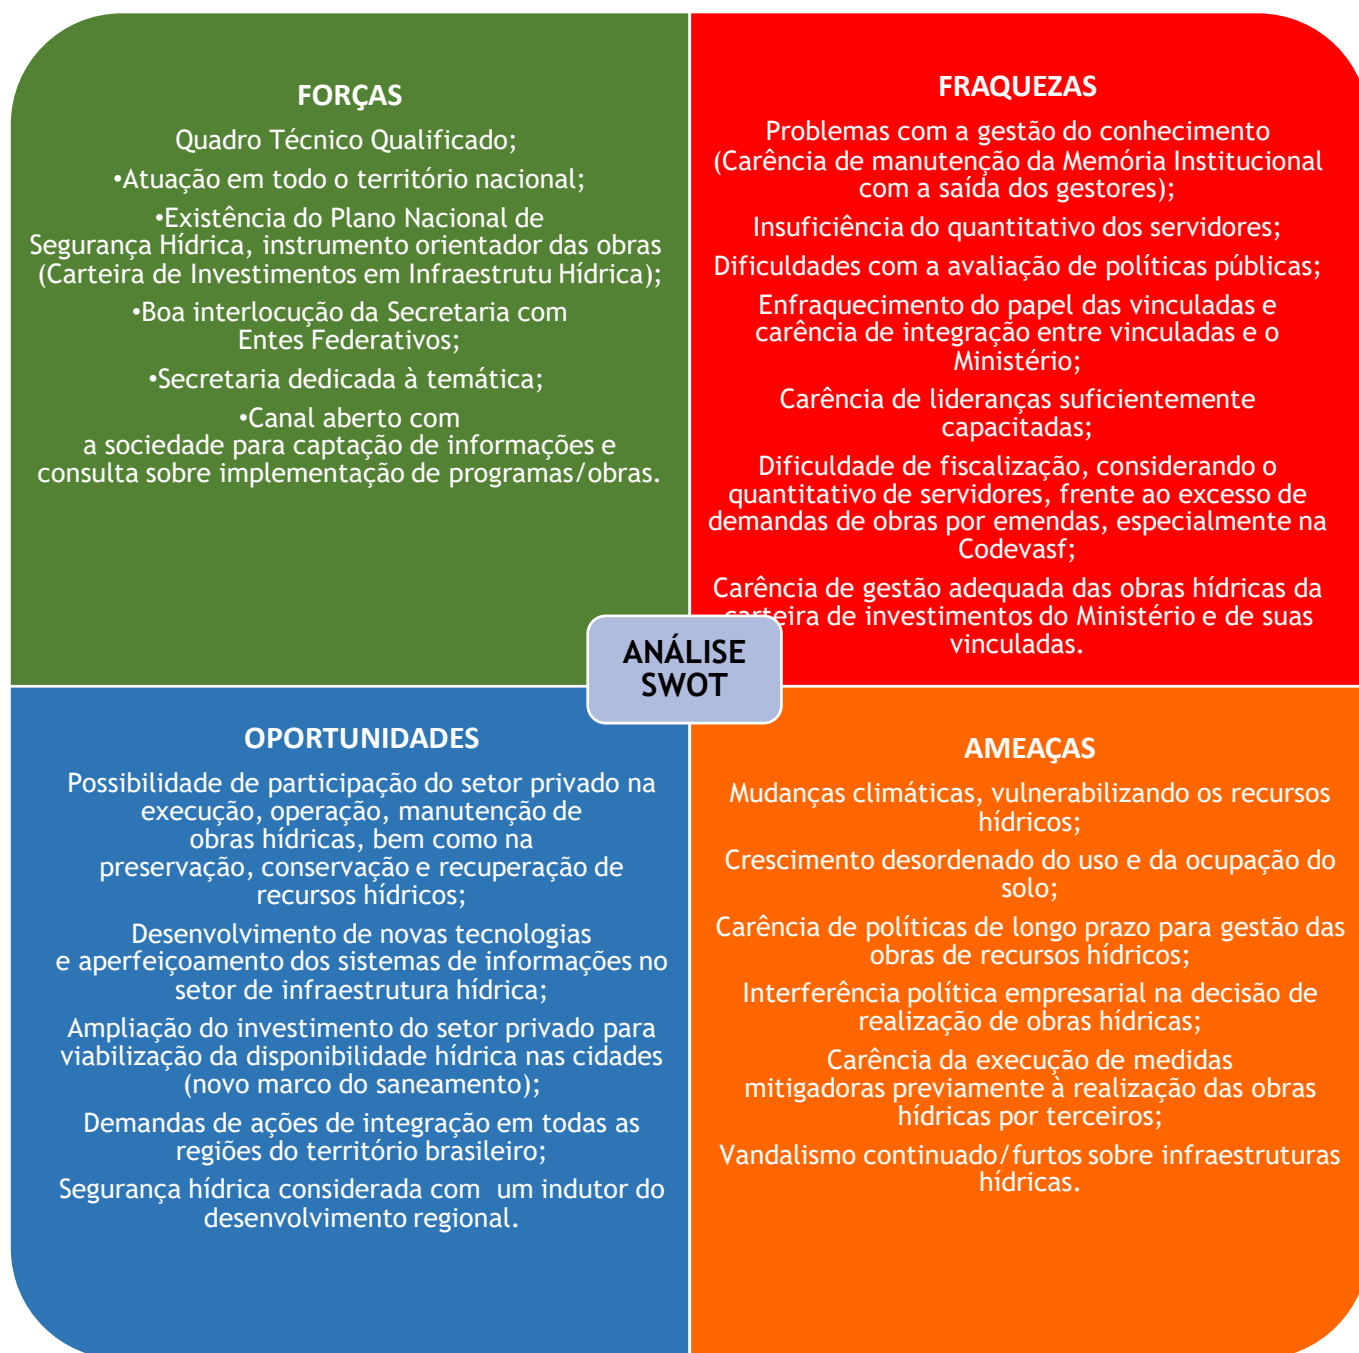 FORÇAS
Quadro Técnico Qualificado;
•Atuação em todo o território nacional;
•Existência do Plano Nacional de
Segurança Hídrica, instrumento orientador das obras
(Carteira de Investimentos em Infraestrutu Hídrica);
•Boa interlocução da Secretaria com
Entes Federativos;
•Secretaria dedicada à temática;
•Canal aberto com
a sociedade para captação de informações e
consulta sobre implementação de programas/obras.
FRAQUEZAS
Problemas com a gestão do conhecimento
(Carência de manutenção da Memória Institucional
com a saída dos gestores);
Insuficiência do quantitativo dos servidores;
Dificuldades com a avaliação de políticas públicas;
Enfraquecimento do papel das vinculadas e
carência de integração entre vinculadas e o
Ministério;
Carência de lideranças suficientemente
capacitadas;
Dificuldade de fiscalização, considerando o
quantitativo de servidores, frente ao excesso de
demandas de obras por emendas, especialmente na
Codevasf;
Carência de gestão adequada das obras hídricas da
carteira de investimentos do Ministério e de suas
vinculadas.
ANÁLISE
SWOT
OPORTUNIDADES
Possibilidade de participação do setor privado na
execução, operação, manutenção de
obras hídricas, bem como na
preservação, conservação e recuperação de
recursos hídricos;
Desenvolvimento de novas tecnologias
e aperfeiçoamento dos sistemas de informações no
setor de infraestrutura hídrica;
Ampliação do investimento do setor privado para
viabilização da disponibilidade hídrica nas cidades
(novo marco do saneamento);
Demandas de ações de integração em todas as
regiões do território brasileiro;
Segurança hídrica considerada com um indutor do
desenvolvimento regional.
AMEAÇAS
Mudanças climáticas, vulnerabilizando os recursos
hídricos;
Crescimento desordenado do uso e da ocupação do
solo;
Carência de políticas de longo prazo para gestão das
obras de recursos hídricos;
Interferência política empresarial na decisão de
realização de obras hídricas;
Carência da execução de medidas
mitigadoras previamente à realização das obras
hídricas por terceiros;
Vandalismo continuado/furtos sobre infraestruturas
hídricas.